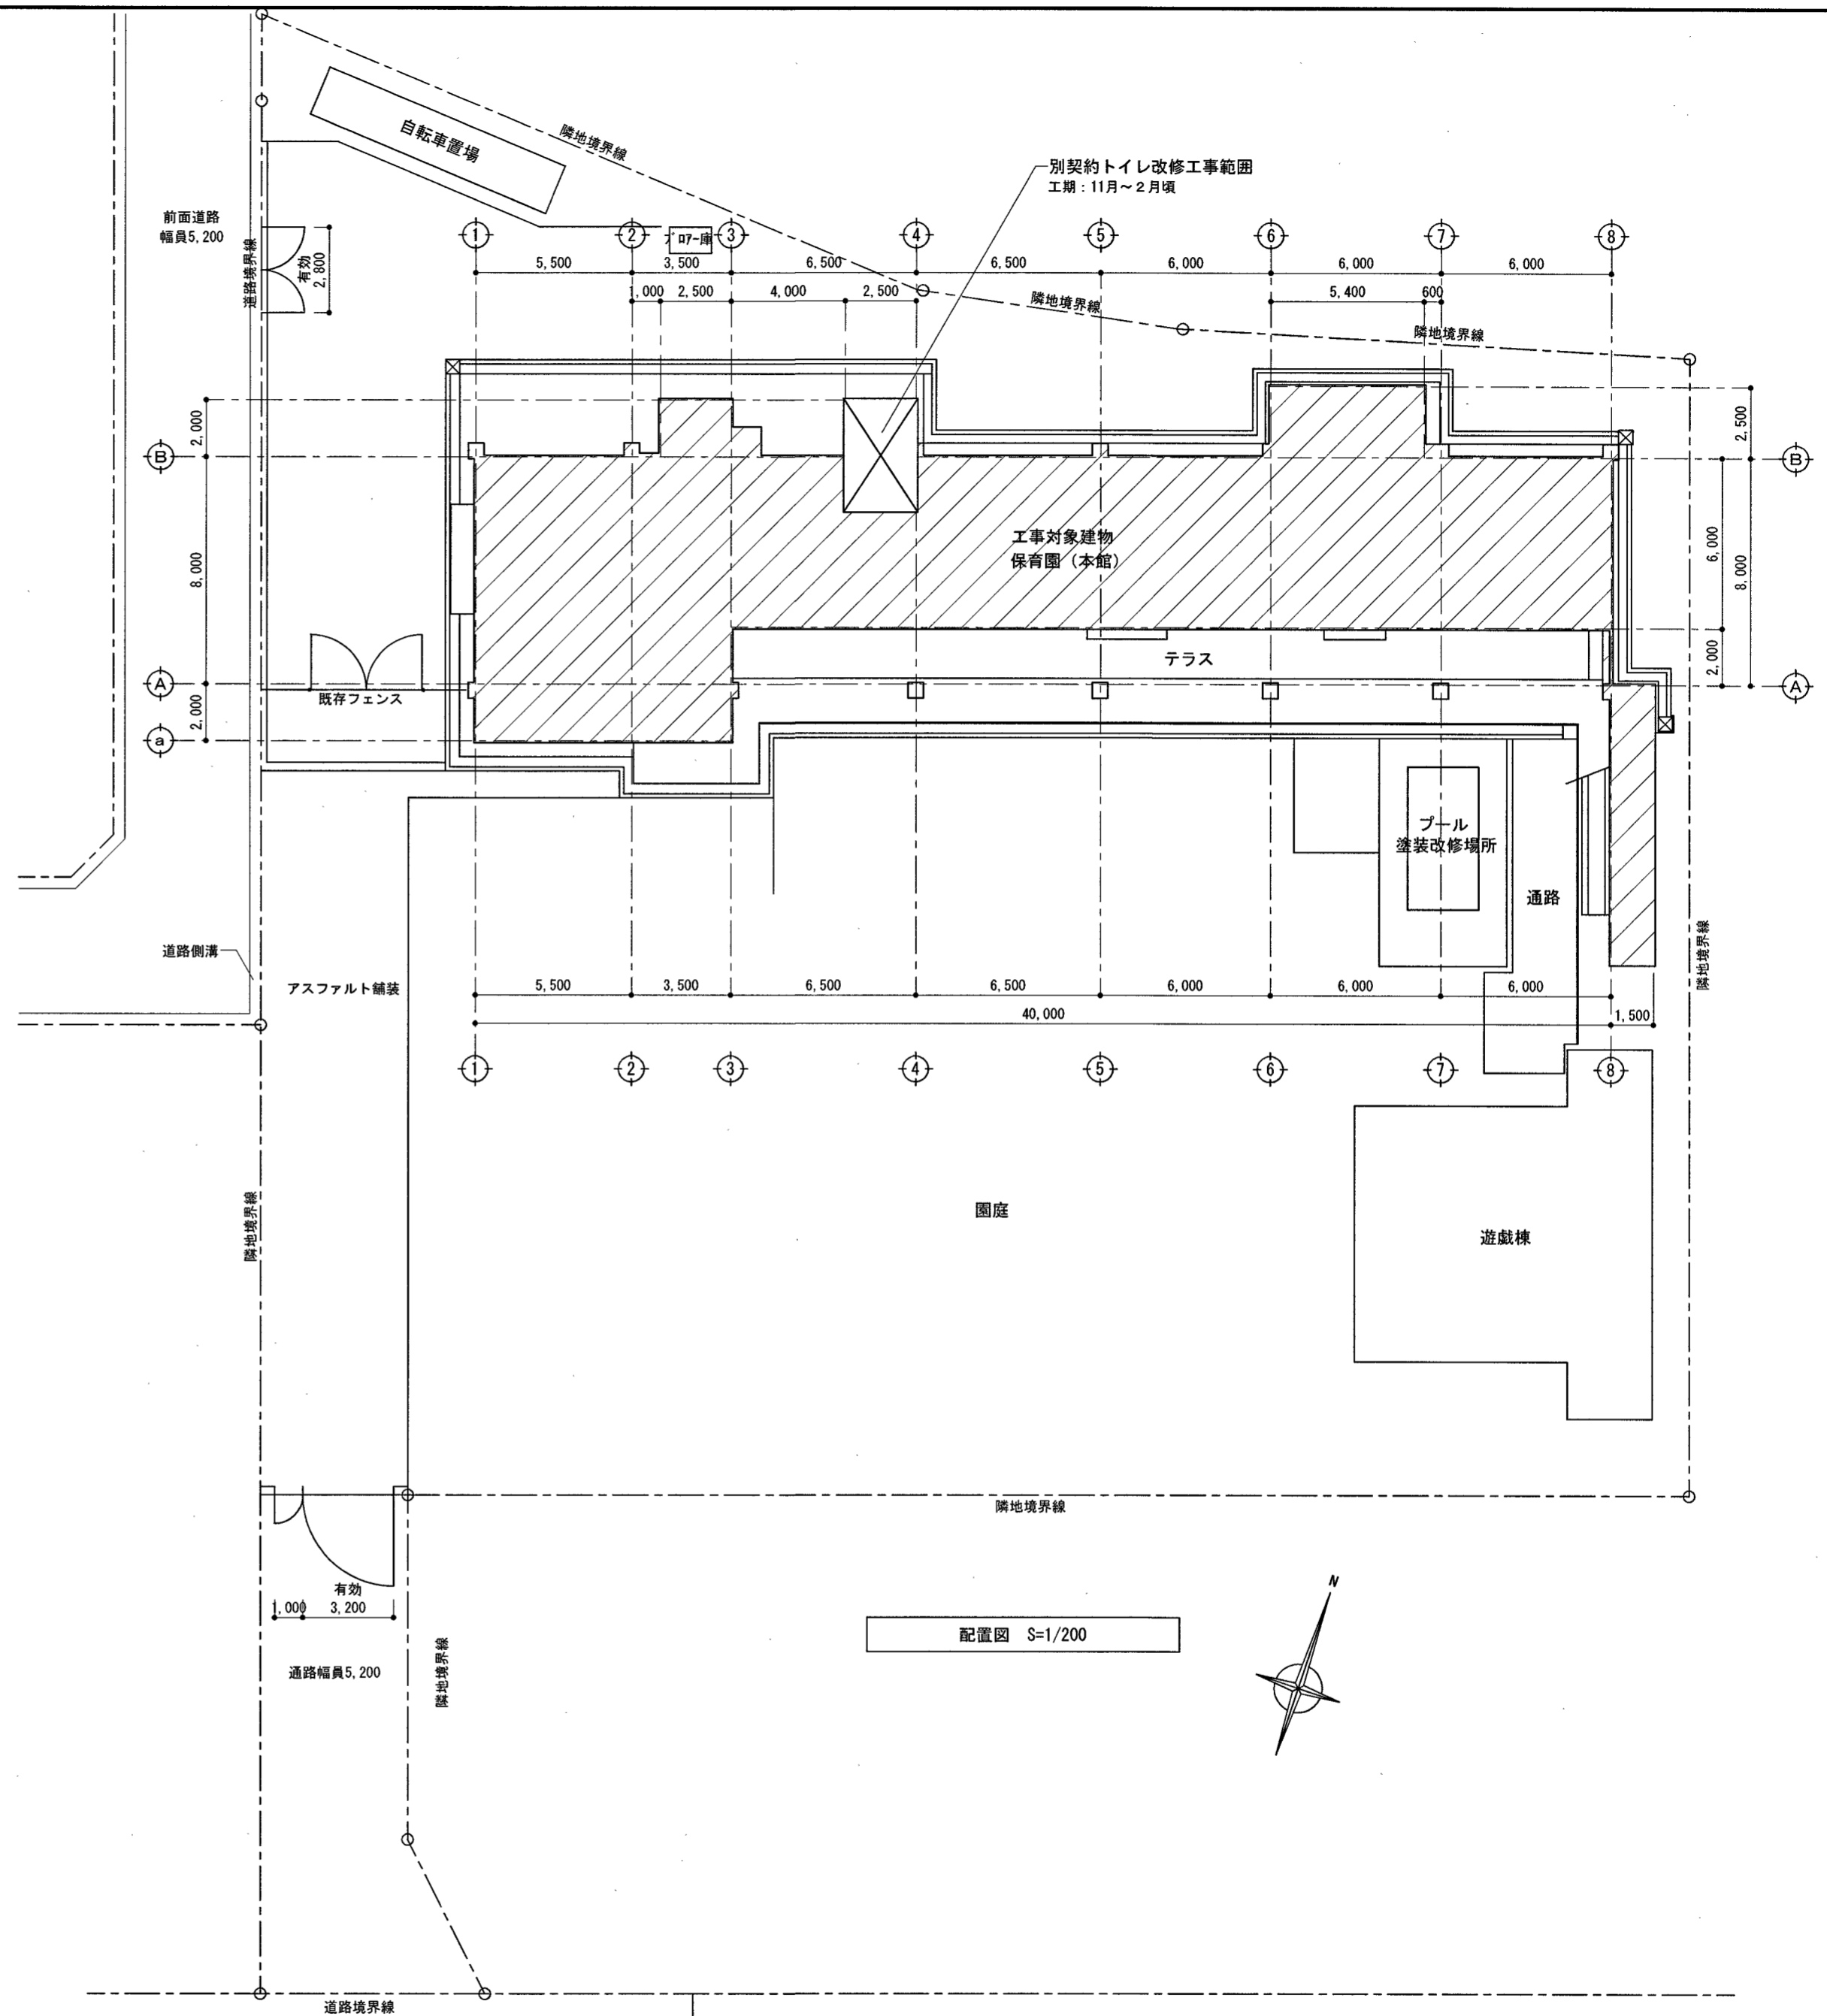 自転車置場
隣地境界線
別契約トイレ改修工事範囲
工期：11月～２月頃
前面道路
幅員5,200
道路境界線
有効
2,800
ﾌﾞﾛｱｰ庫
1
2
3
4
5
6
7
8
5,500
3,500
6,500
6,500
6,000
6,000
6,000
1,000
2,500
4,000
2,500
5,400
600
隣地境界線
隣地境界線
2,000
8,000
2,000
B
A
a
2,500
6,000
8,000
2,000
B
A
工事対象建物
保育園（本館）
テラス
既存フェンス
プール
塗装改修場所
通路
道路側溝
アスファルト舗装
隣地境界線
5,500
3,500
6,500
6,500
6,000
6,000
6,000
40,000
1,500
1
2
3
4
5
6
7
8
隣地境界線
園庭
遊戯棟
隣地境界線
有効
1,000
3,200
通路幅員5,200
隣地境界線
配置図　S=1/200
N
道路境界線